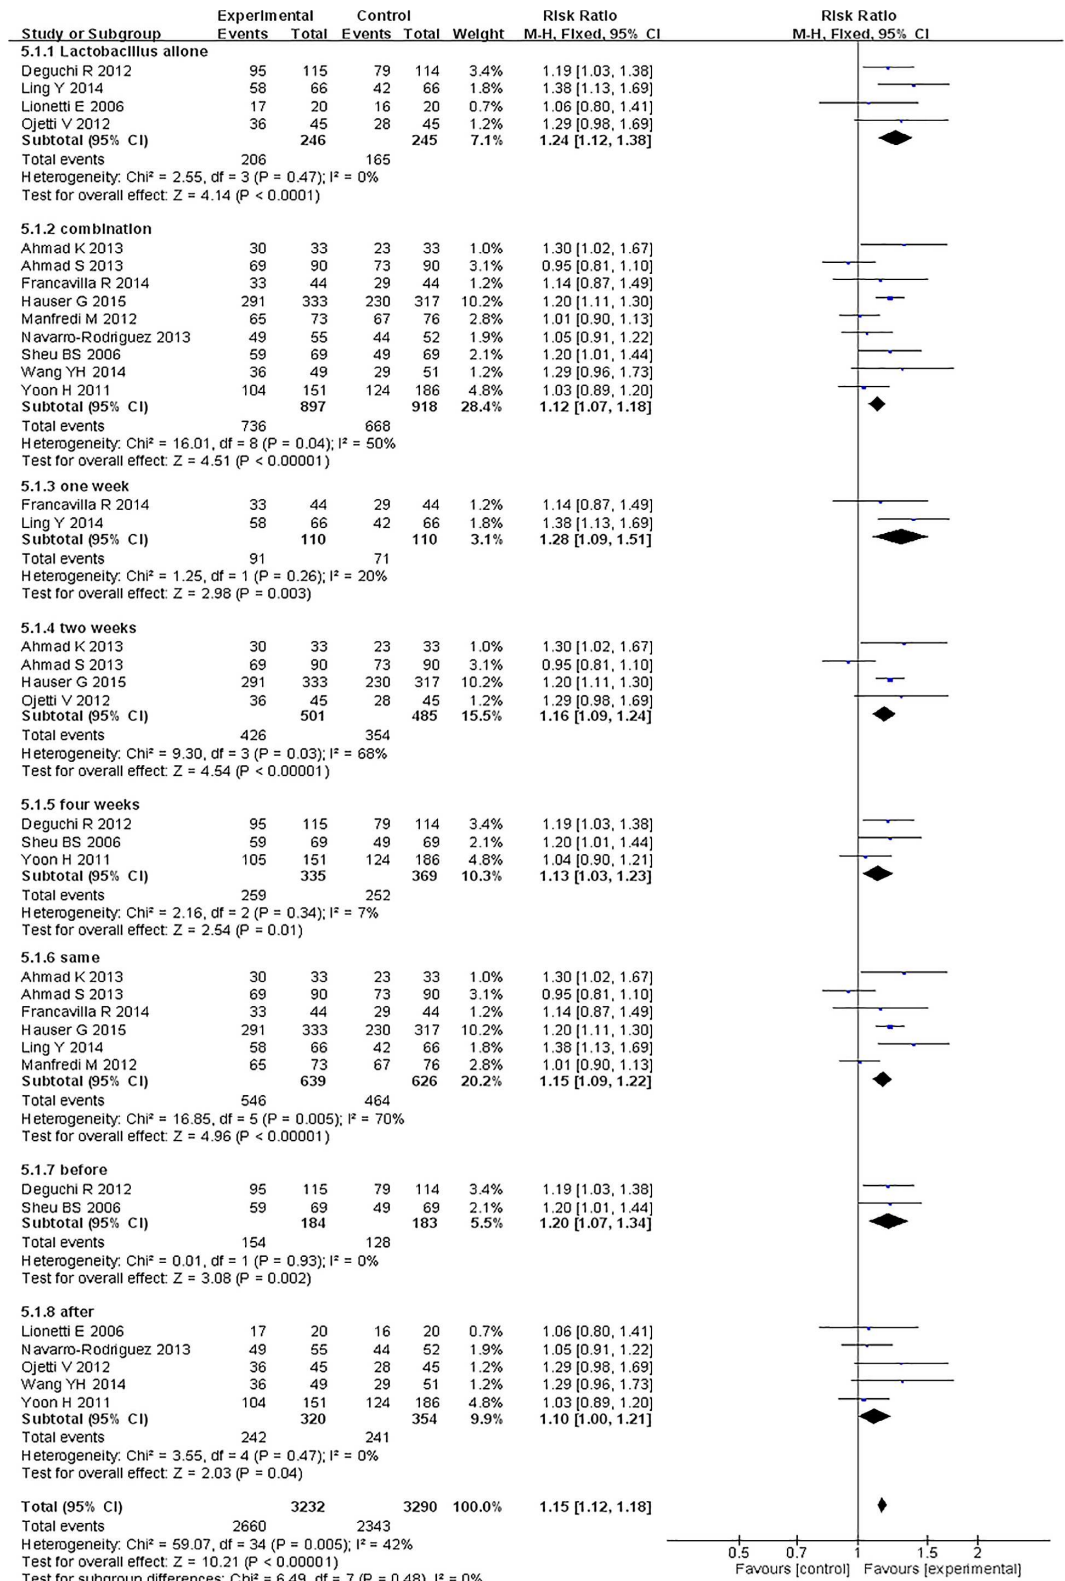 Experimental Control Risk Ratio Risk Ratio
Study or Subgroup Events Total Events Total Weight M-H, Fixed, 95% CI M-H, Fixed, 95% CI
5.1.1 Lactobacillus allone
Deguchi R 2012 95 115 79 114 3.4% 1.19 [1.03, 1.38]
Ling Y 2014 58 66 42 66 1.8% 1.38 [1.13, 1.69]
Lionetti E 2006 17 20 16 20 0.7% 1.06 [0.80, 1.41]
Ojetti V 2012 36 45 28 45 1.2% 1.29 [0.98, 1.69]
Subtotal (95% CI) 246 245 7.1% 1.24 [1.12, 1.38]
Total events 206 165
Heterogeneity: Chi² = 2.55, df = 3 (P = 0.47); I² = 0%
Test for overall effect: Z = 4.14 (P < 0.0001)
5.1.2 combination
Ahmad K 2013 30 33 23 33 1.0% 1.30 [1.02, 1.67]
Ahmad S 2013 69 90 73 90 3.1% 0.95 [0.81, 1.10]
Francavilla R 2014 33 44 29 44 1.2% 1.14 [0.87, 1.49]
Hauser G 2015 291 333 230 317 10.2% 1.20 [1.11, 1.30]
Manfredi M 2012 65 73 67 76 2.8% 1.01 [0.90, 1.13]
Navarro-Rodriguez 2013 49 55 44 52 1.9% 1.05 [0.91, 1.22]
Sheu BS 2006 59 69 49 69 2.1% 1.20 [1.01, 1.44]
Wang YH 2014 36 49 29 51 1.2% 1.29 [0.96, 1.73]
Yoon H 2011 104 151 124 186 4.8% 1.03 [0.89, 1.20]
Subtotal (95% CI) 897 918 28.4% 1.12 [1.07, 1.18]
Total events 736 668
Heterogeneity: Chi² = 16.01, df = 8 (P = 0.04); I² = 50%
Test for overall effect: Z = 4.51 (P < 0.00001)
5.1.3 one week
Francavilla R 2014 33 44 29 44 1.2% 1.14 [0.87, 1.49]
Ling Y 2014 58 66 42 66 1.8% 1.38 [1.13, 1.69]
Subtotal (95% CI) 110 110 3.1% 1.28 [1.09, 1.51]
Total events 91 71
Heterogeneity: Chi² = 1.25, df = 1 (P = 0.26); I² = 20%
Test for overall effect: Z = 2.98 (P = 0.003)
5.1.4 two weeks
Ahmad K 2013 30 33 23 33 1.0% 1.30 [1.02, 1.67]
Ahmad S 2013 69 90 73 90 3.1% 0.95 [0.81, 1.10]
Hauser G 2015 291 333 230 317 10.2% 1.20 [1.11, 1.30]
Ojetti V 2012 36 45 28 45 1.2% 1.29 [0.98, 1.69]
Subtotal (95% CI) 501 485 15.5% 1.16 [1.09, 1.24]
Total events 426 354
Heterogeneity: Chi² = 9.30, df = 3 (P = 0.03); I² = 68%
Test for overall effect: Z = 4.54 (P < 0.00001)
5.1.5 four weeks
Deguchi R 2012 95 115 79 114 3.4% 1.19 [1.03, 1.38]
Sheu BS 2006 59 69 49 69 2.1% 1.20 [1.01, 1.44]
Yoon H 2011 105 151 124 186 4.8% 1.04 [0.90, 1.21]
Subtotal (95% CI) 335 369 10.3% 1.13 [1.03, 1.23]
Total events 259 252
Heterogeneity: Chi² = 2.16, df = 2 (P = 0.34); I² = 7%
Test for overall effect: Z = 2.54 (P = 0.01)
5.1.6 same
Ahmad K 2013 30 33 23 33 1.0% 1.30 [1.02, 1.67]
Ahmad S 2013 69 90 73 90 3.1% 0.95 [0.81, 1.10]
Francavilla R 2014 33 44 29 44 1.2% 1.14 [0.87, 1.49]
Hauser G 2015 291 333 230 317 10.2% 1.20 [1.11, 1.30]
Ling Y 2014 58 66 42 66 1.8% 1.38 [1.13, 1.69]
Manfredi M 2012 65 73 67 76 2.8% 1.01 [0.90, 1.13]
Subtotal (95% CI) 639 626 20.2% 1.15 [1.09, 1.22]
Total events 546 464
Heterogeneity: Chi² = 16.85, df = 5 (P = 0.005); I² = 70%
Test for overall effect: Z = 4.96 (P < 0.00001)
5.1.7 before
Deguchi R 2012 95 115 79 114 3.4% 1.19 [1.03, 1.38]
Sheu BS 2006 59 69 49 69 2.1% 1.20 [1.01, 1.44]
Subtotal (95% CI) 184 183 5.5% 1.20 [1.07, 1.34]
Total events 154 128
Heterogeneity: Chi² = 0.01, df = 1 (P = 0.93); I² = 0%
Test for overall effect: Z = 3.08 (P = 0.002)
5.1.8 after
Lionetti E 2006 17 20 16 20 0.7% 1.06 [0.80, 1.41]
Navarro-Rodriguez 2013 49 55 44 52 1.9% 1.05 [0.91, 1.22]
Ojetti V 2012 36 45 28 45 1.2% 1.29 [0.98, 1.69]
Wang YH 2014 36 49 29 51 1.2% 1.29 [0.96, 1.73]
Yoon H 2011 104 151 124 186 4.8% 1.03 [0.89, 1.20]
Subtotal (95% CI) 320 354 9.9% 1.10 [1.00, 1.21]
Total events 242 241
Heterogeneity: Chi² = 3.55, df = 4 (P = 0.47); I² = 0%
Test for overall effect: Z = 2.03 (P = 0.04)
Total (95% CI) 3232 3290 100.0% 1.15 [1.12, 1.18]
Total events 2660 2343
Heterogeneity: Chi² = 59.07, df = 34 (P = 0.005); I² = 42%
Test for overall effect: Z = 10.21 (P < 0.00001)
Test for subgroup differences: Chi² = 6.49, df = 7 (P = 0.48), I² = 0%
0.5 0.7 1 1.5 2
Favours [control] Favours [experimental]